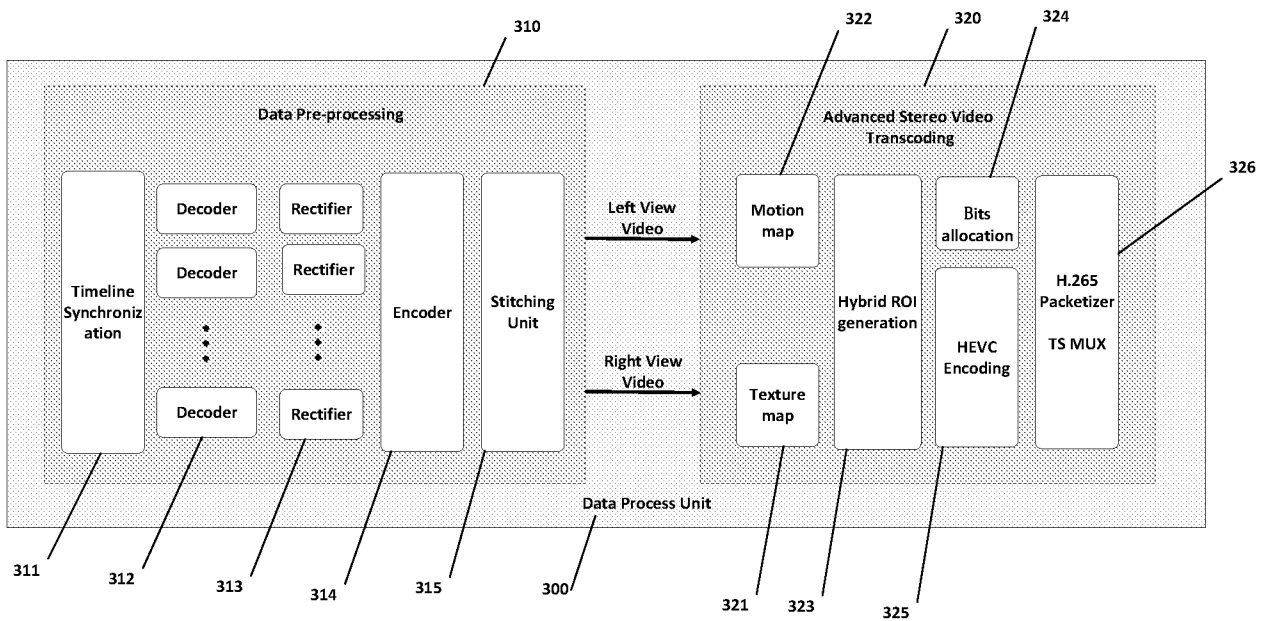 310
322
320
324
326
Data Pre-processing
Timeline
Synchroniz
ation
Decoder
Decoder
Decoder
Rectifier
Rectifier
Rectifier
Encoder
Stitching
Unit
Left View
Video
Right View
Video
Advanced Stereo Video
Transcoding
Motion
map
Texture
map
Hybrid ROI
generation
Bits
allocation
HEVC
Encoding
H.265
Packetizer
TS MUX
Data Process Unit
311
312
313
314
315
300
321
323
325